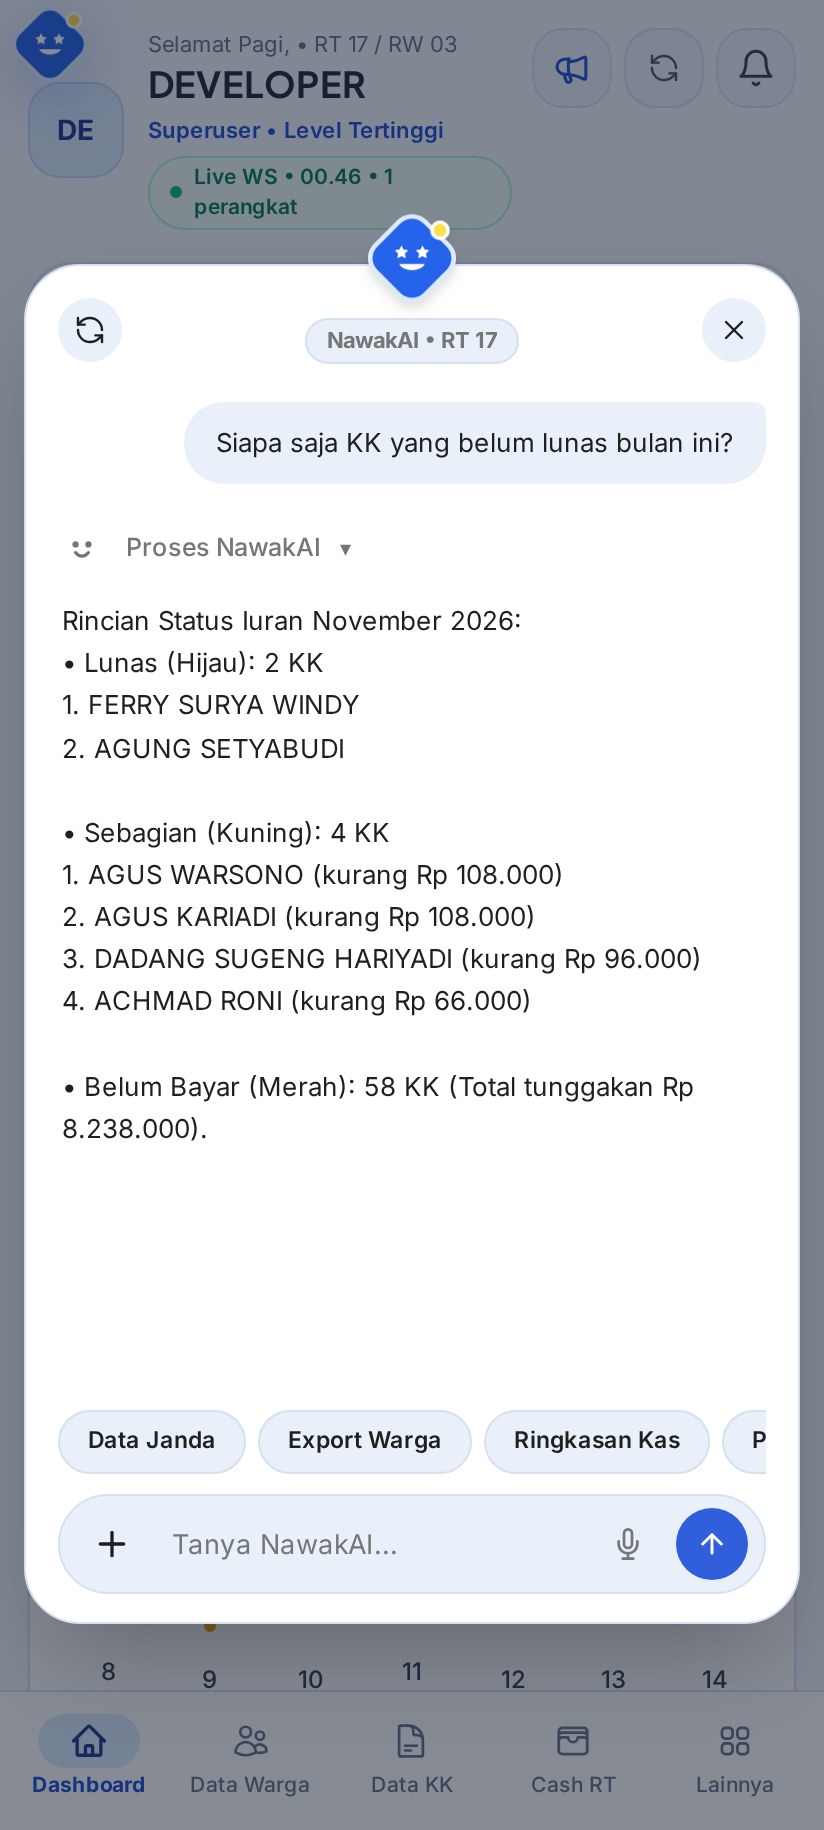 Selamat Pagi, • RT 17 / RW 03
DEVELOPER
DE
Superuser • Level Tertinggi
Live WS • 00.46 • 1
perangkat
NawakAI • RT 17
Siapa saja KK yang belum lunas bulan ini?
Proses NawakAI ▼
Rincian Status Iuran November 2026:
• Lunas (Hijau): 2 KK
1. FERRY SURYA WINDY
2. AGUNG SETYABUDI
• Sebagian (Kuning): 4 KK
1. AGUS WARSONO (kurang Rp 108.000)
2. AGUS KARIADI (kurang Rp 108.000)
3. DADANG SUGENG HARIYADI (kurang Rp 96.000)
4. ACHMAD RONI (kurang Rp 66.000)
• Belum Bayar (Merah): 58 KK (Total tunggakan Rp
8.238.000).
Data Janda Export Warga Ringkasan Kas P
Tanya NawakAI...
8 9 10 11 12 13 14
Dashboard Data Warga Data KK Cash RT Lainnya